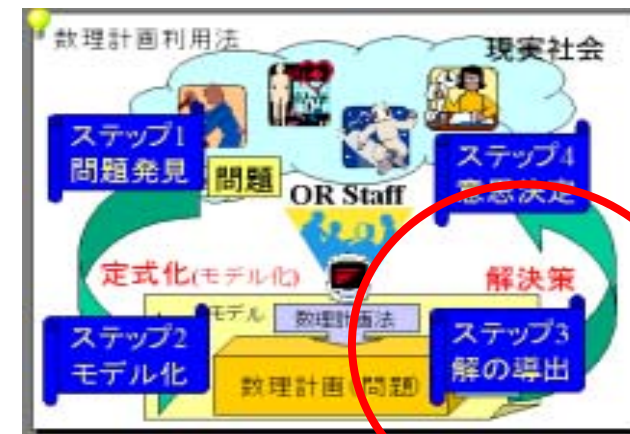 数理計画利用法
現実社会
ステップ1
問題発見
問題
ステップ4
意思決定
OR Staff
定式化(モデル化)
解決策
モデル
数理計画法
ステップ2
モデル化
ステップ3
解の導出
数理計画(問題)